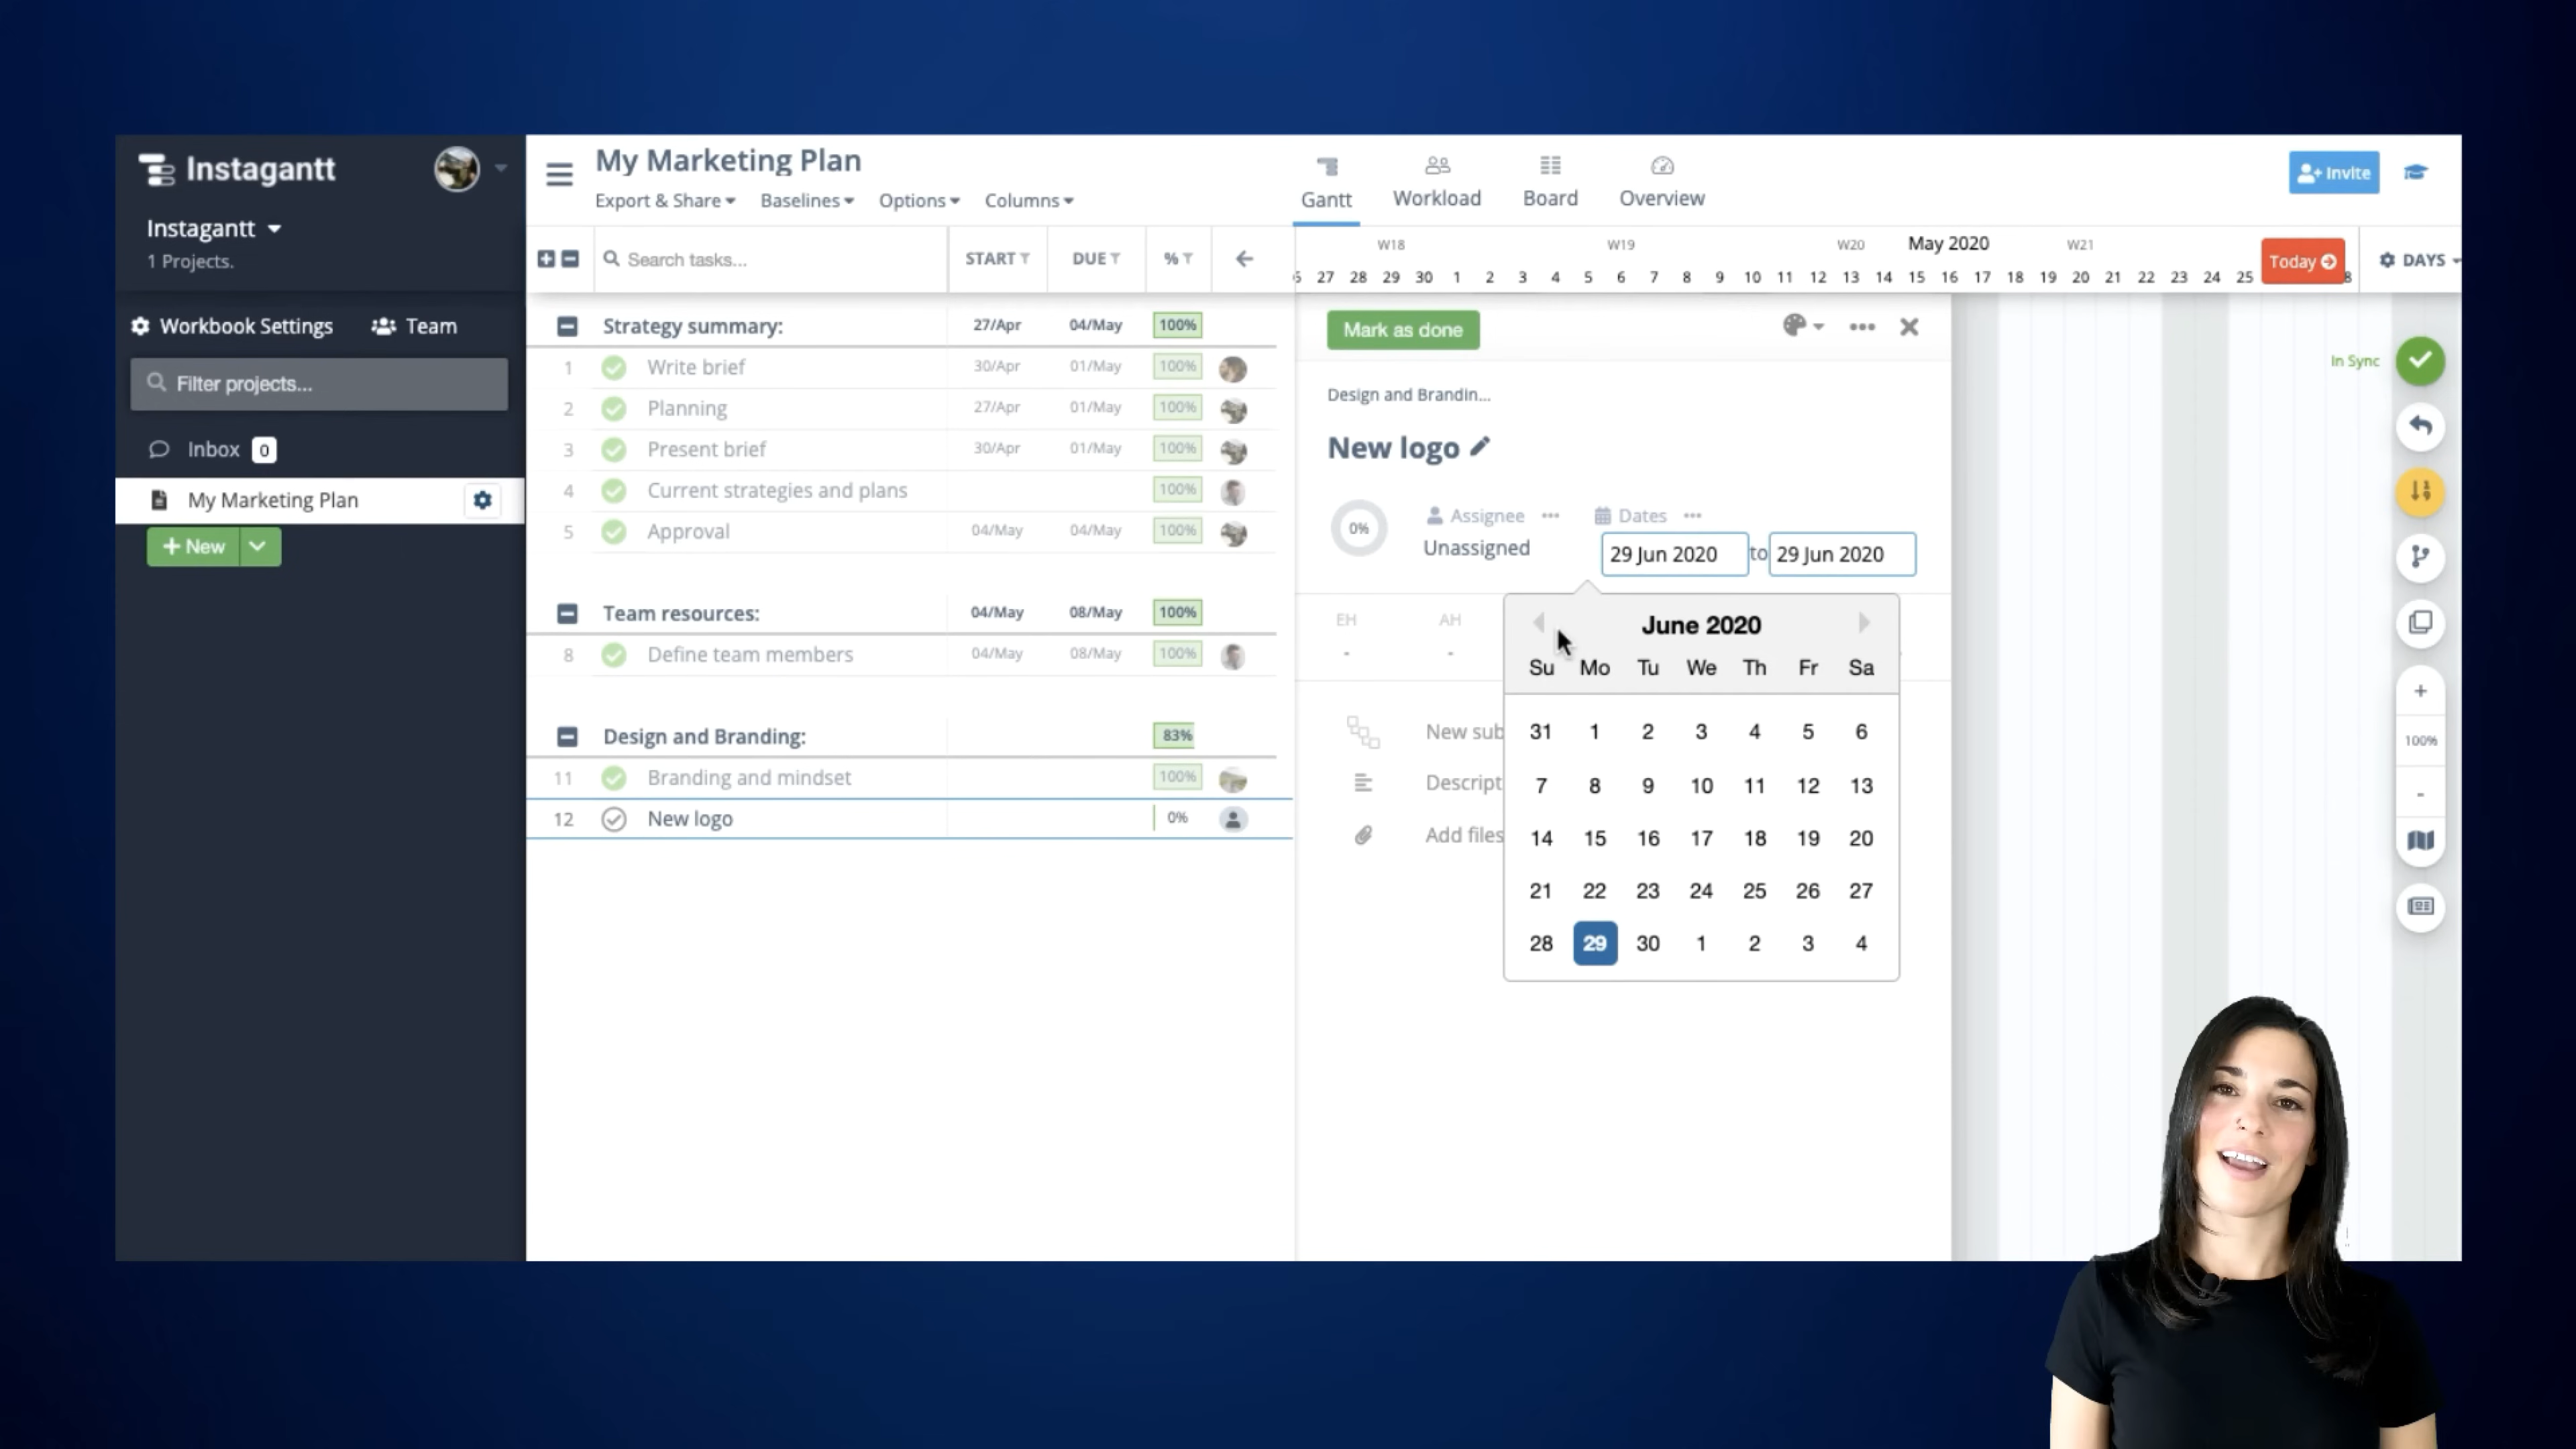 Instagantt
Instagantt
1 Projects.
Workbook Settings
Team
Filter projects...
Inbox 0
My Marketing Plan
+ New
My Marketing Plan
Export & Share
Baselines
Options
Columns
Gantt
Workload
Board
Overview
Invite
Search tasks...
START
DUE
%
W18
W19
W20
May 2020
W21
27 28 29 30 1 2 3 4 5 6 7 8 9 10 11 12 13 14 15 16 17 18 19 20 21 22 23 24 25
Today
8
DAYS
Strategy summary: 27/Apr 04/May 100%
1 Write brief 30/Apr 01/May 100%
2 Planning 27/Apr 01/May 100%
3 Present brief 30/Apr 01/May 100%
4 Current strategies and plans 100%
5 Approval 04/May 04/May 100%
Team resources: 04/May 08/May 100%
8 Define team members 04/May 08/May 100%
Design and Branding: 83%
11 Branding and mindset 100%
12 New logo 0%
Mark as done
Design and Brandin...
New logo
0%
Assignee
Unassigned
Dates
29 Jun 2020 to 29 Jun 2020
EH
-
AH
-
New sub
Descript
Add files
June 2020
Su Mo Tu We Th Fr Sa
31 1 2 3 4 5 6
7 8 9 10 11 12 13
14 15 16 17 18 19 20
21 22 23 24 25 26 27
28 29 30 1 2 3 4
In Sync
+
100%
-